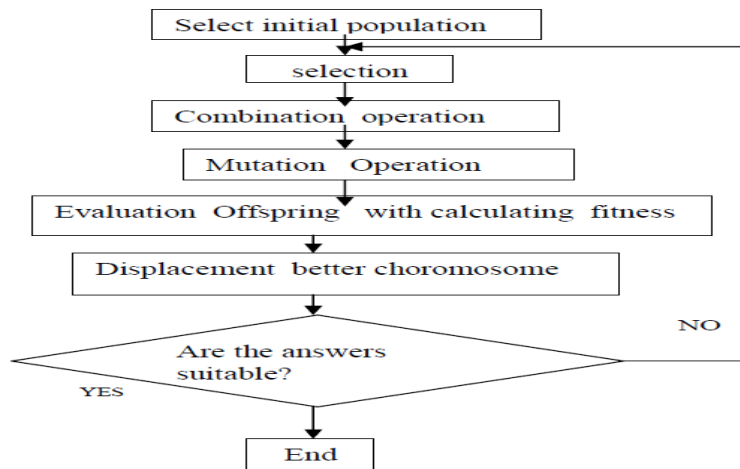 Select initial population
selection
Combination operation
Mutation Operation
Evaluation Offspring with calculating fitness
Displacement better choromosome
Are the answers
suitable?
NO
YES
End